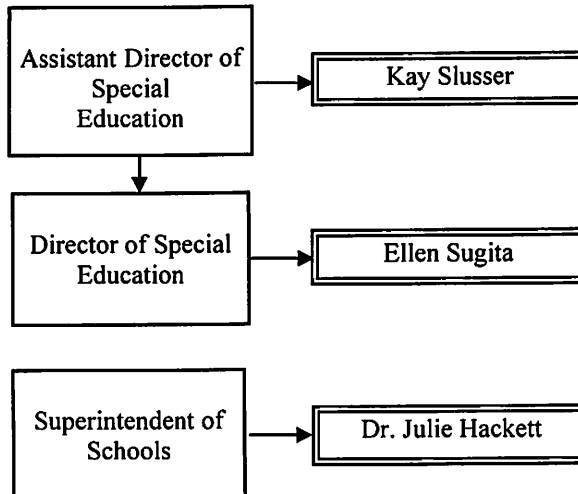 Assistant Director of
Special
Education
Kay Slusser
Director of Special
Education
Ellen Sugita
Superintendent of
Schools
Dr. Julie Hackett